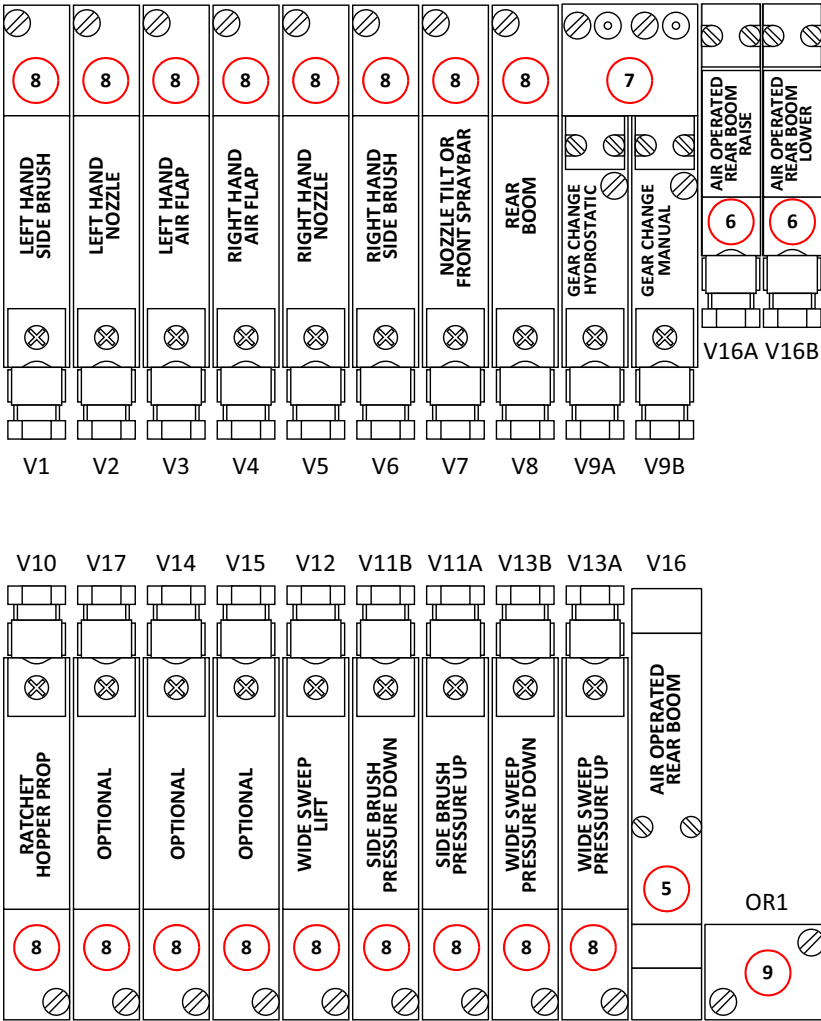 8 8 8 8 8 8 8 8 7
LEFT HAND
SIDE BRUSH
LEFT HAND
NOZZLE
LEFT HAND
AIR FLAP
RIGHT HAND
AIR FLAP
RIGHT HAND
NOZZLE
RIGHT HAND
SIDE BRUSH
NOZZLE TILT OR
FRONT SPRAYBAR
REAR
BOOM
GEAR CHANGE
HYDROSTATIC
GEAR CHANGE
MANUAL
AIR OPERATED
REAR BOOM
RAISE
AIR OPERATED
REAR BOOM
LOWER
6 6
V16A V16B
V1 V2 V3 V4 V5 V6 V7 V8 V9A V9B
V10 V17 V14 V15 V12 V11B V11A V13B V13A V16
RATCHET
HOPPER PROP
OPTIONAL
OPTIONAL
OPTIONAL
WIDE SWEEP
LIFT
SIDE BRUSH
PRESSURE DOWN
SIDE BRUSH
PRESSURE UP
WIDE SWEEP
PRESSURE DOWN
WIDE SWEEP
PRESSURE UP
AIR OPERATED
REAR BOOM
5
OR1
8 8 8 8 8 8 8 8 8
9